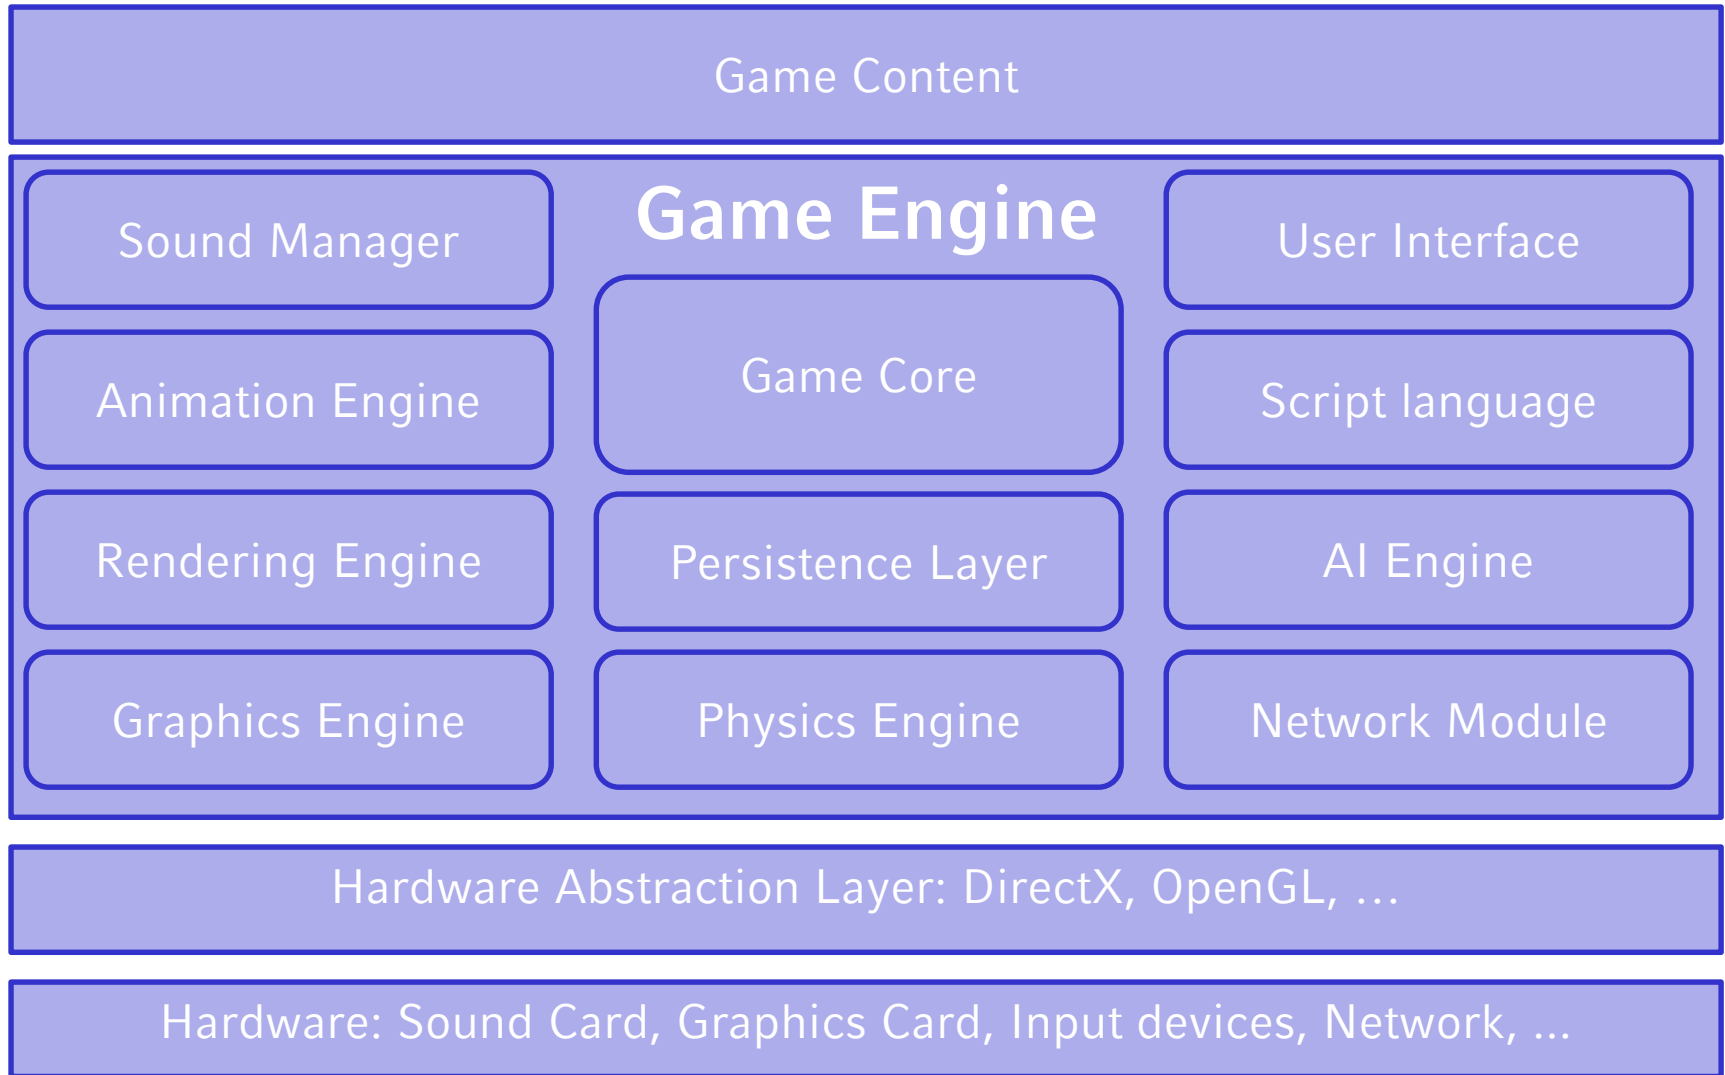 Game Content
Game Engine
Sound Manager
Animation Engine
Rendering Engine
Graphics Engine
Game Core
Persistence Layer
Physics Engine
User Interface
Script language
AI Engine
Network Module
Hardware Abstraction Layer: DirectX, OpenGL, …
Hardware: Sound Card, Graphics Card, Input devices, Network, ...